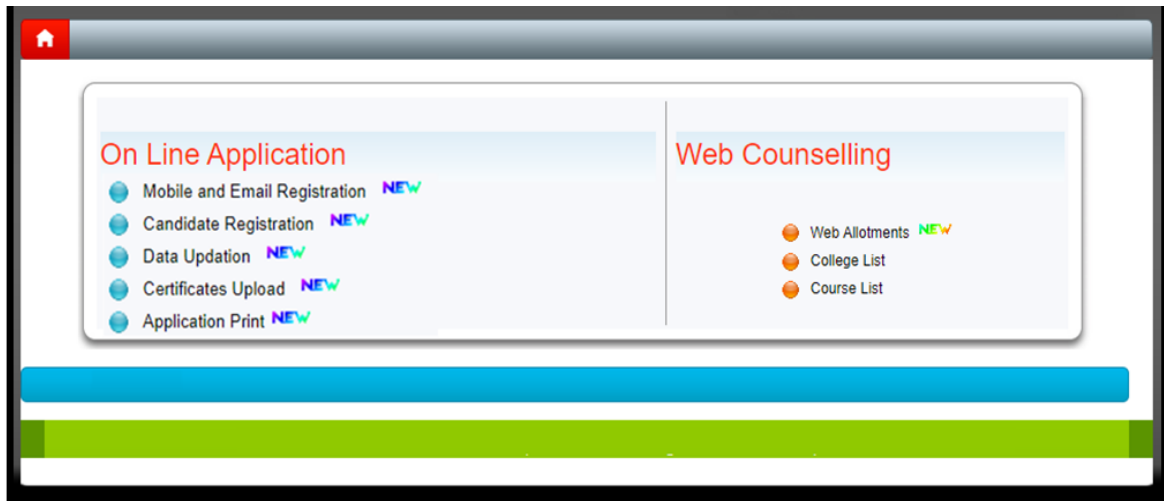 On Line Application
Mobile and Email Registration NEW
Candidate Registration NEW
Data Updation NEW
Certificates Upload NEW
Application Print NEW
Web Counselling
Web Allotments NEW
College List
Course List